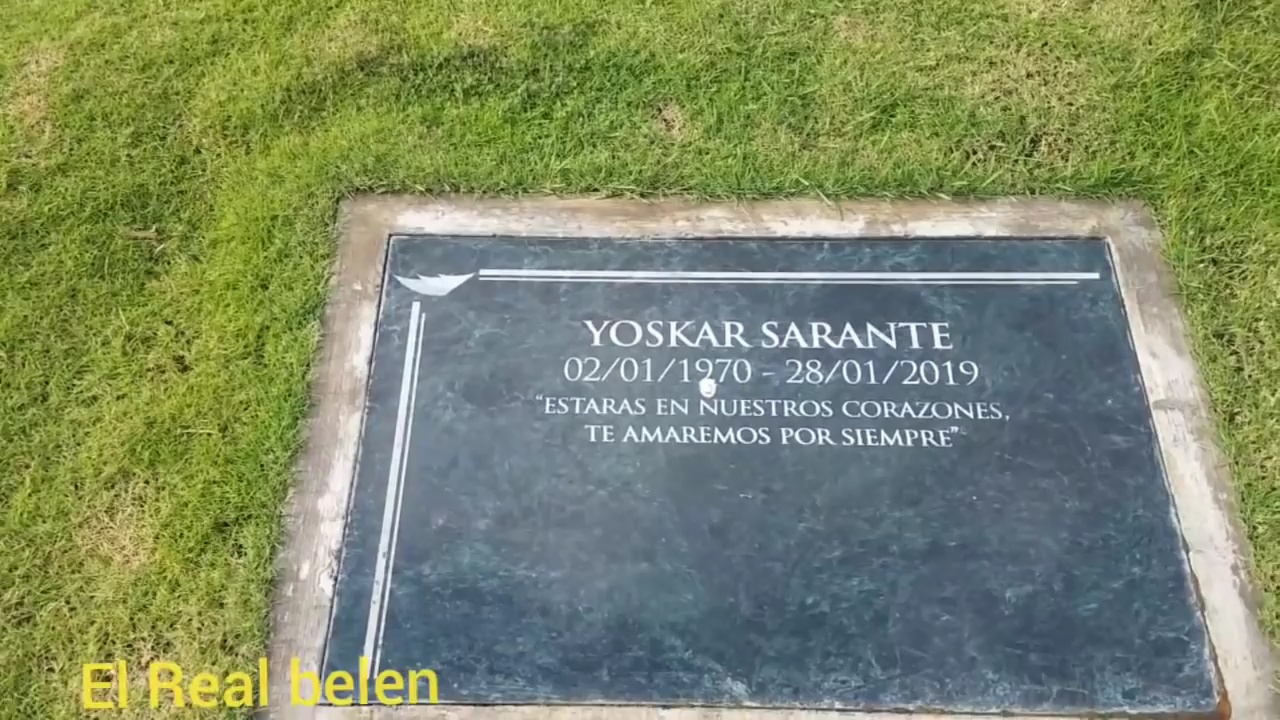 YOSKAR SARANTE
02/01/1970 - 28/01/2019
“ESTARAS EN NUESTROS CORAZONES,
TE AMAREMOS POR SIEMPRE”
El Real belen